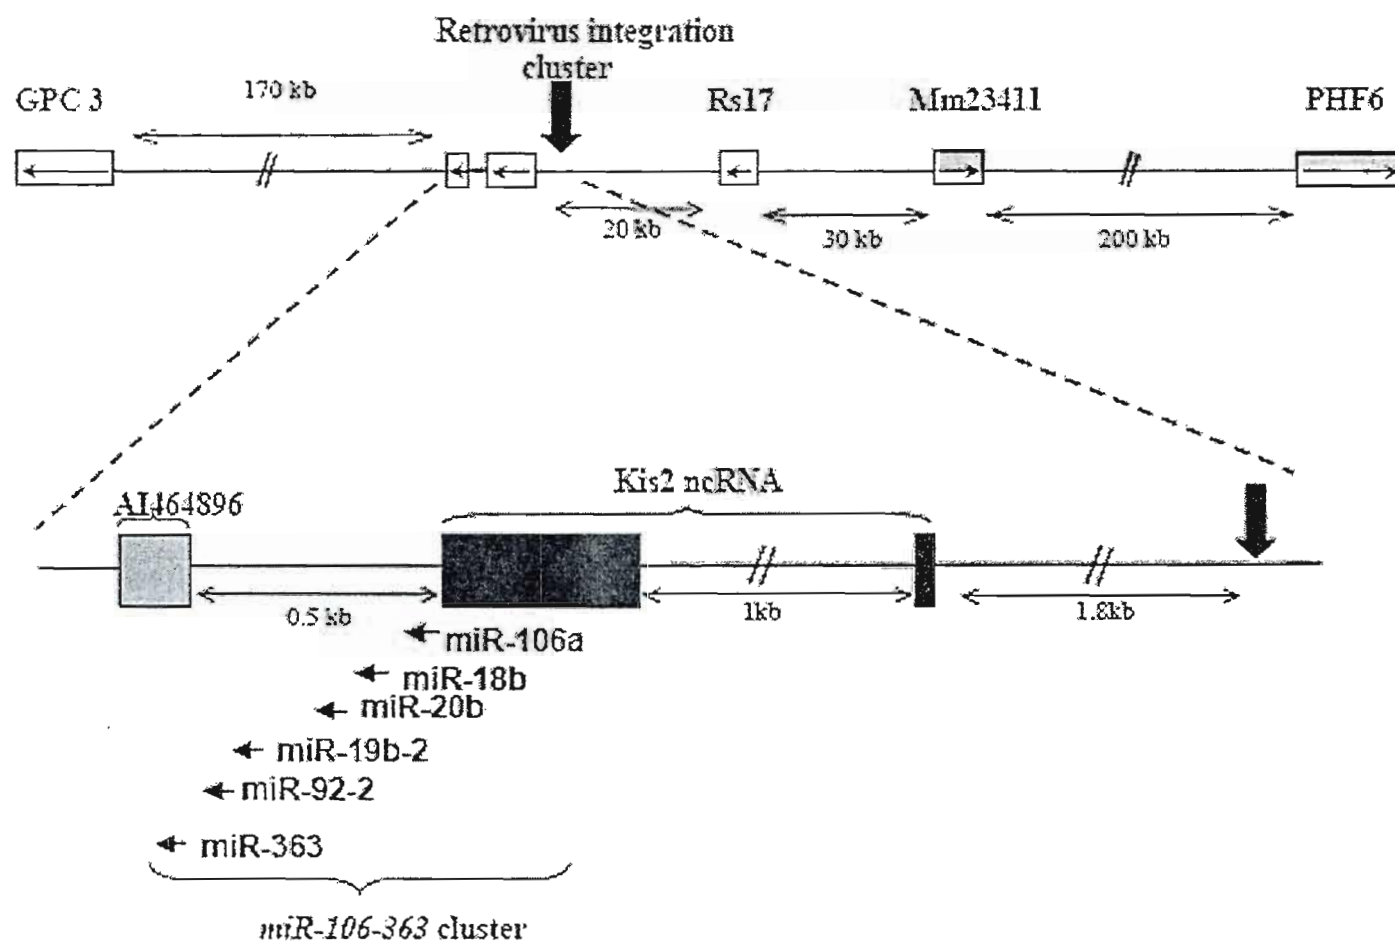 Retrovirus integration
cluster
GPC 3
170 kb
Rs17
Mm23411
PHF6
20 kb
30 kb
200 kb
Kis2 ncRNA
AI464896
0.5 kb
1kb
1.8kb
miR-106a
miR-18b
miR-20b
miR-19b-2
miR-92-2
miR-363
miR-106-363 cluster